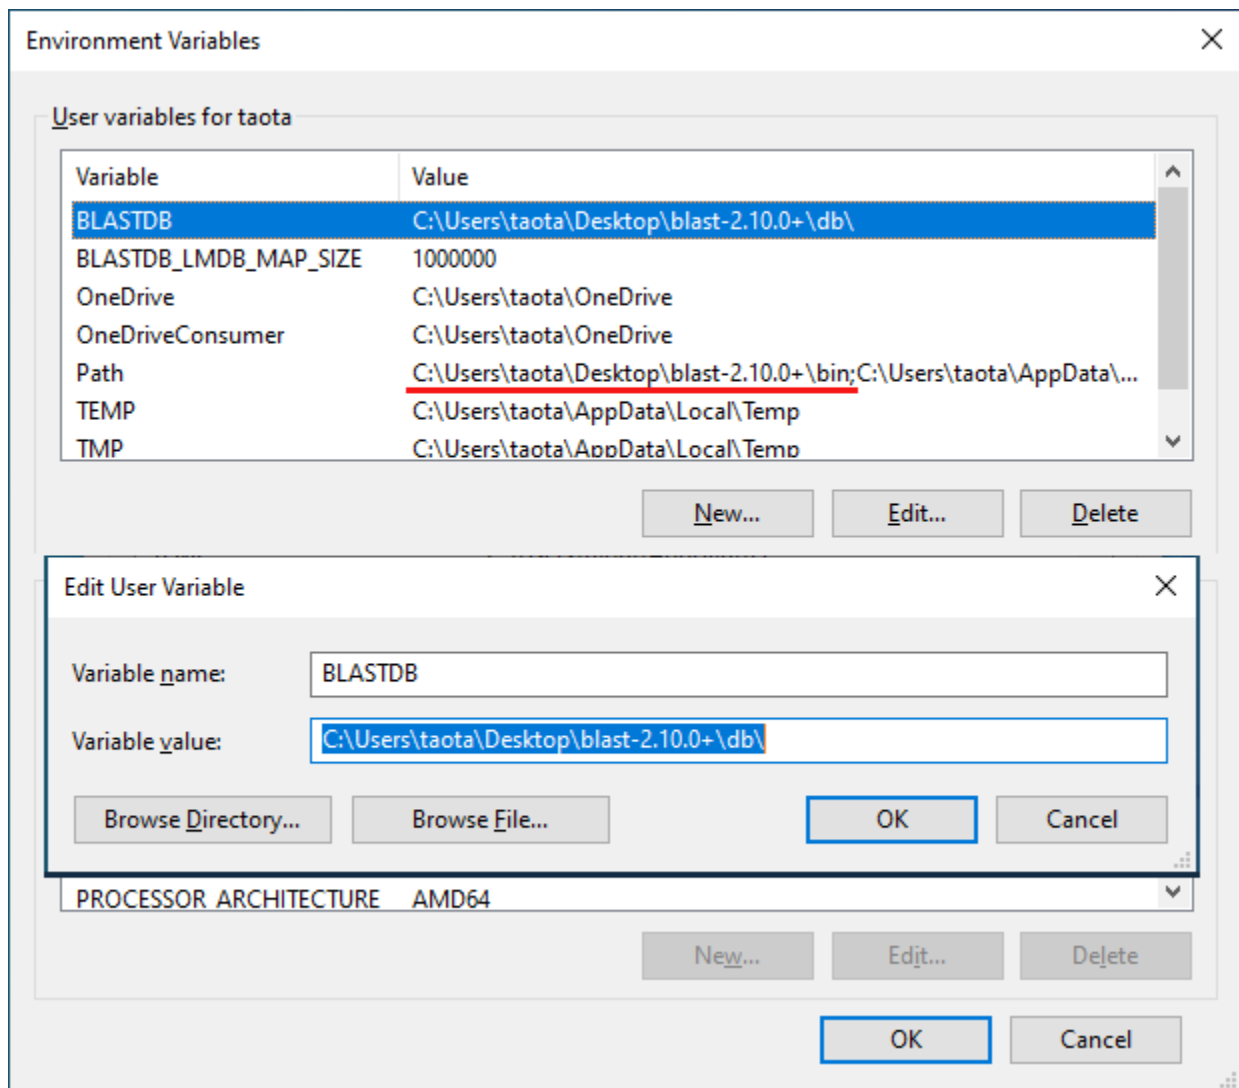 Environment Variables
User variables for taota
Variable Value
BLASTDB C:\Users\taota\Desktop\blast-2.10.0+\db\
BLASTDB_LMDB_MAP_SIZE 1000000
OneDrive C:\Users\taota\OneDrive
OneDriveConsumer C:\Users\taota\OneDrive
Path C:\Users\taota\Desktop\blast-2.10.0+\bin;C:\Users\taota\AppData\...
TEMP C:\Users\taota\AppData\Local\Temp
TMP C:\Users\taota\AppData\Local\Temp
New... Edit... Delete
Edit User Variable
Variable name: BLASTDB
Variable value: C:\Users\taota\Desktop\blast-2.10.0+\db\
Browse Directory... Browse File... OK Cancel
PROCESSOR_ARCHITECTURE AMD64
New... Edit... Delete
OK Cancel